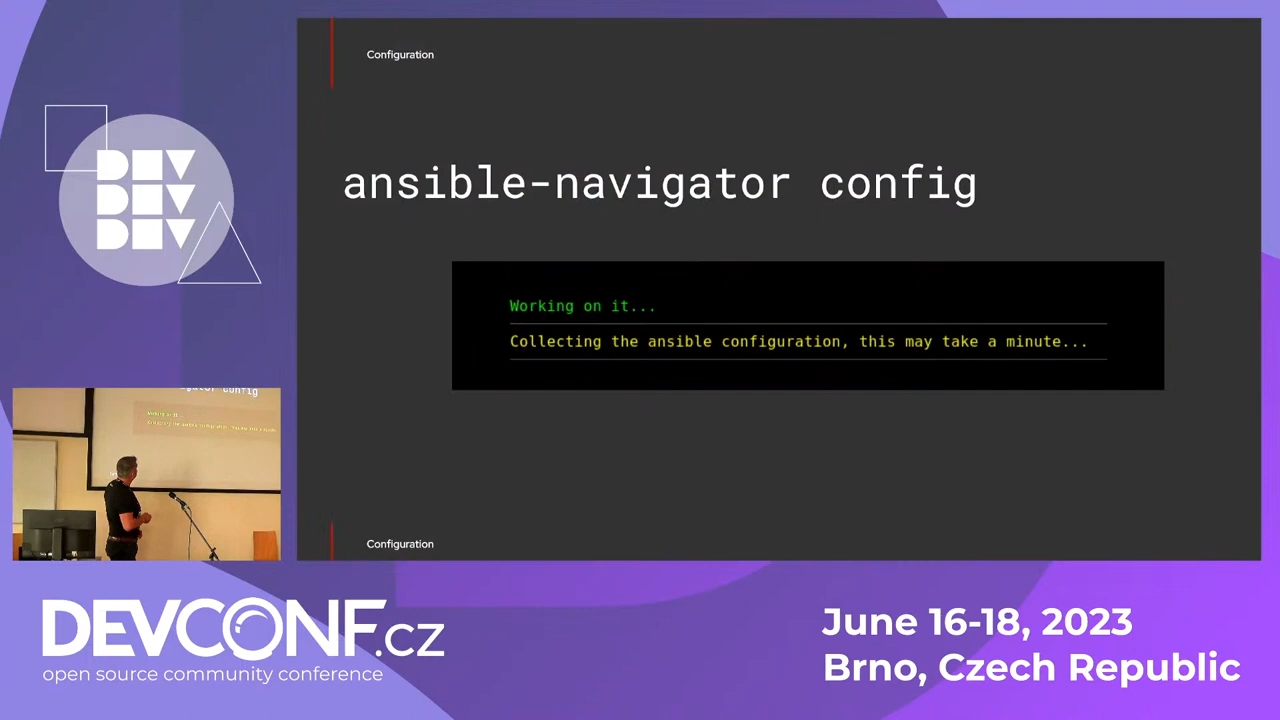 Configuration
ansible-navigator config
Working on it...
Collecting the ansible configuration, this may take a minute...
Configuration
DEV
DEV
DEV
DEVCONF.cz
open source community conference
June 16-18, 2023
Brno, Czech Republic